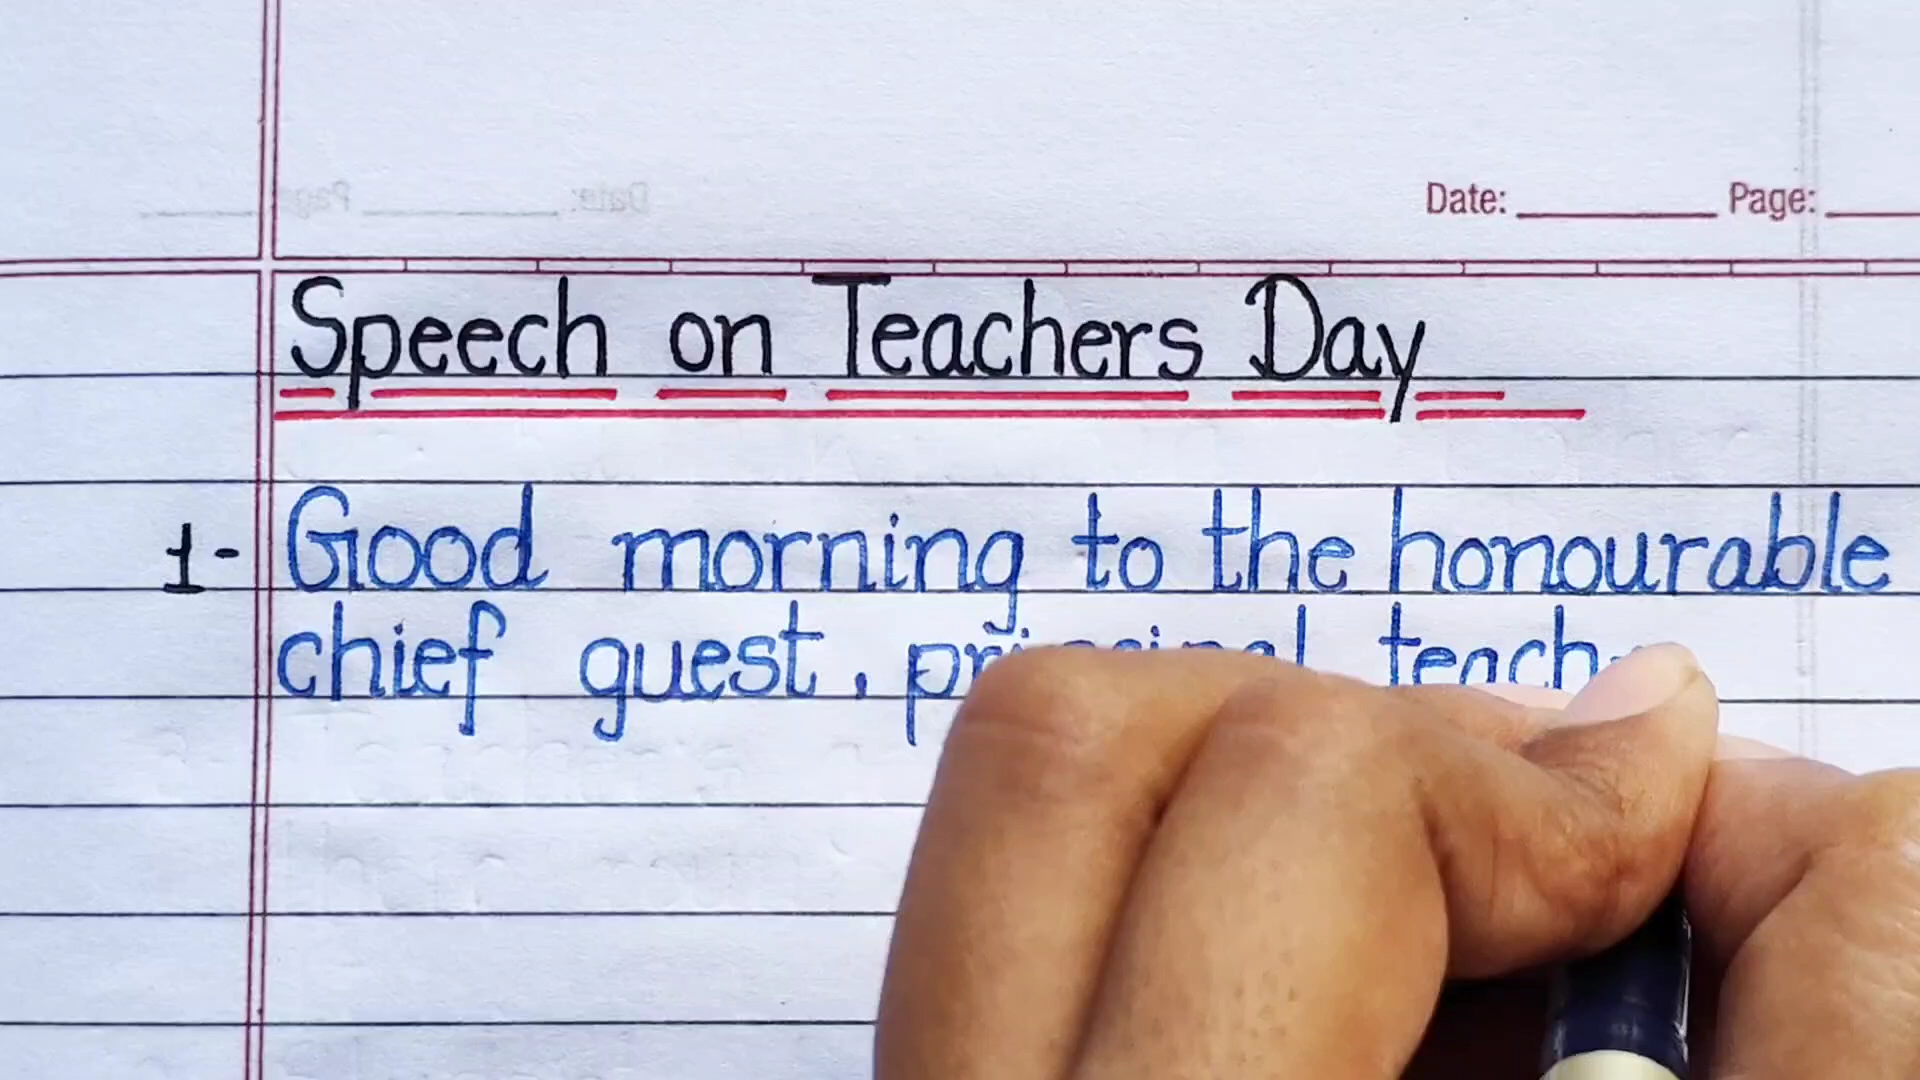 Date: Page:
Speech on Teachers Day
1- Good morning to the honourable
chief guest,